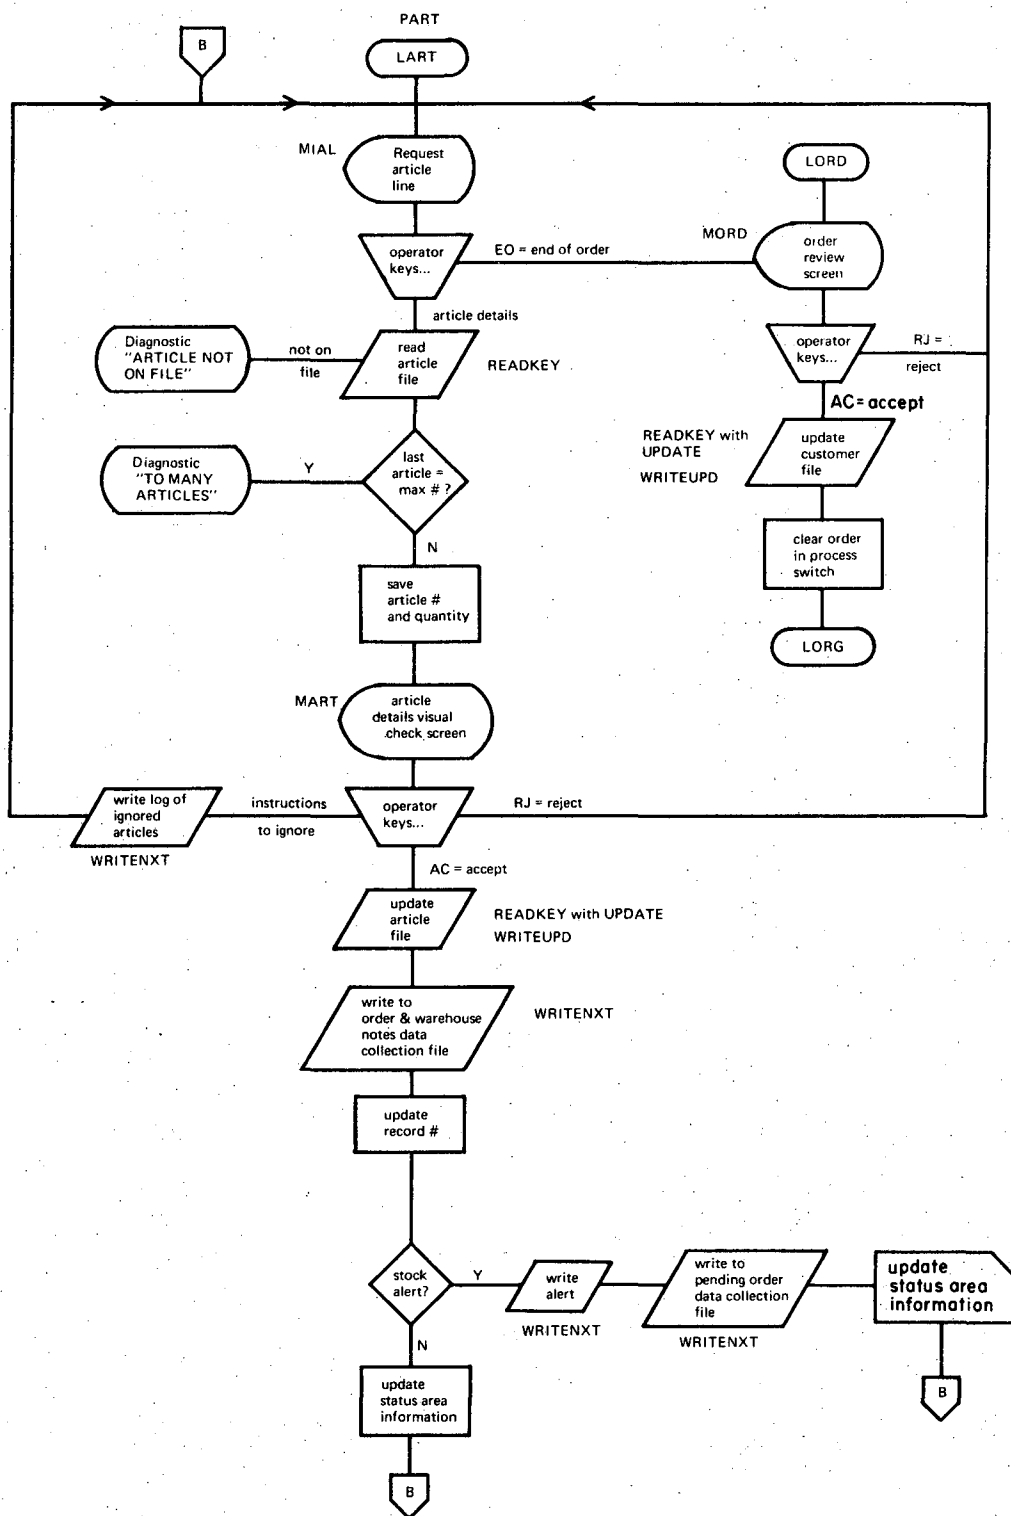 PART
B
LART
MIAL
Request
article
line
LORD
MORD
order
review
screen
operator
keys...
EO = end of order
article details
operator
keys...
RJ =
reject
Diagnostic
"ARTICLE NOT
ON FILE"
not on
file
read
article
file
READKEY
AC = accept
READKEY with
UPDATE
WRITEUPD
update
customer
file
Diagnostic
"TO MANY
ARTICLES"
Y
last
article =
max # ?
N
clear order
in process
switch
save
article #
and quantity
LORG
MART
article
details visual
check screen
write log of
ignored
articles
WRITENXT
instructions
to ignore
operator
keys...
RJ = reject
AC = accept
update
article
file
READKEY with UPDATE
WRITEUPD
write to
order & warehouse
notes data
collection file
WRITENXT
update
record #
stock
alert?
Y
write
alert
WRITENXT
write to
pending order
data collection
file
WRITENXT
update
status area
information
N
update
status area
information
B
B